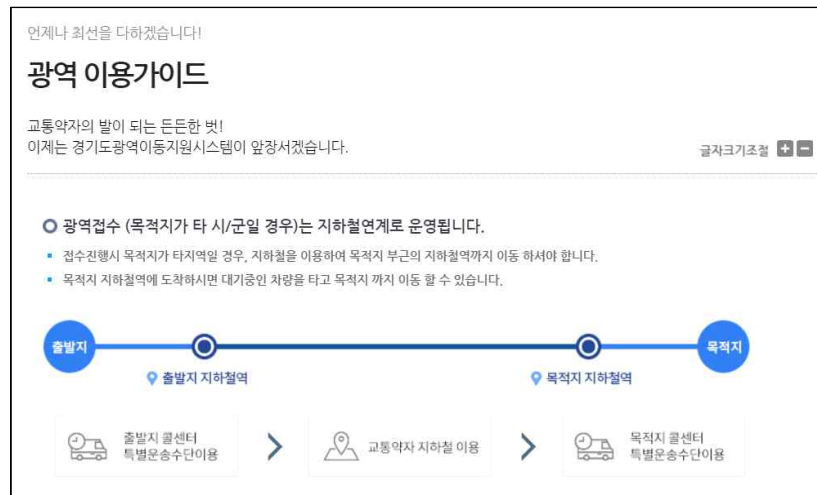 언제나 최선을 다하겠습니다!
광역 이용가이드
교통약자의 발이 되는 든든한 벗!
이제는 경기도광역이동지원시스템이 앞장서겠습니다.
글자크기조절 + -
광역접수 (목적지가 타 시/군일 경우)는 지하철연계로 운영됩니다.
접수진행시 목적지가 타지역일 경우, 지하철을 이용하여 목적지 부근의 지하철역까지 이동 하셔야 합니다.
목적지 지하철역에 도착하시면 대기중인 차량을 타고 목적지 까지 이동 할 수 있습니다.
출발지
목적지
출발지 지하철역
목적지 지하철역
출발지 콜센터
특별운송수단이용
교통약자 지하철 이용
목적지 콜센터
특별운송수단이용